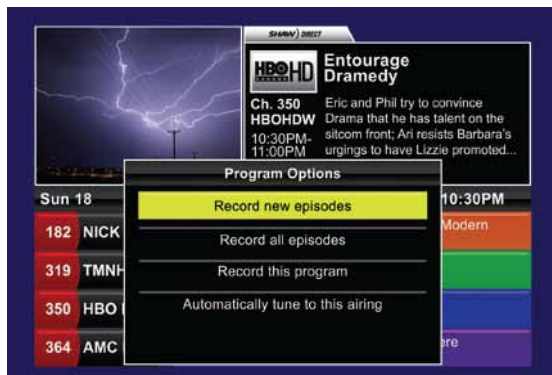 SHAW) DIRECT
HBO HD
Entourage
Dramedy
Ch. 350
HBOHDW
10:30PM-
11:00PM
Eric and Phil try to convince
Drama that he has talent on the
sitcom front; Ari resists Barbara's
urgings to have Lizzie promoted...
Program Options
Record new episodes
Record all episodes
Record this program
Automatically tune to this airing
Sun 18
10:30PM
182 NICK
Modern
319 TMNH
350 HBO
364 AMC
ere